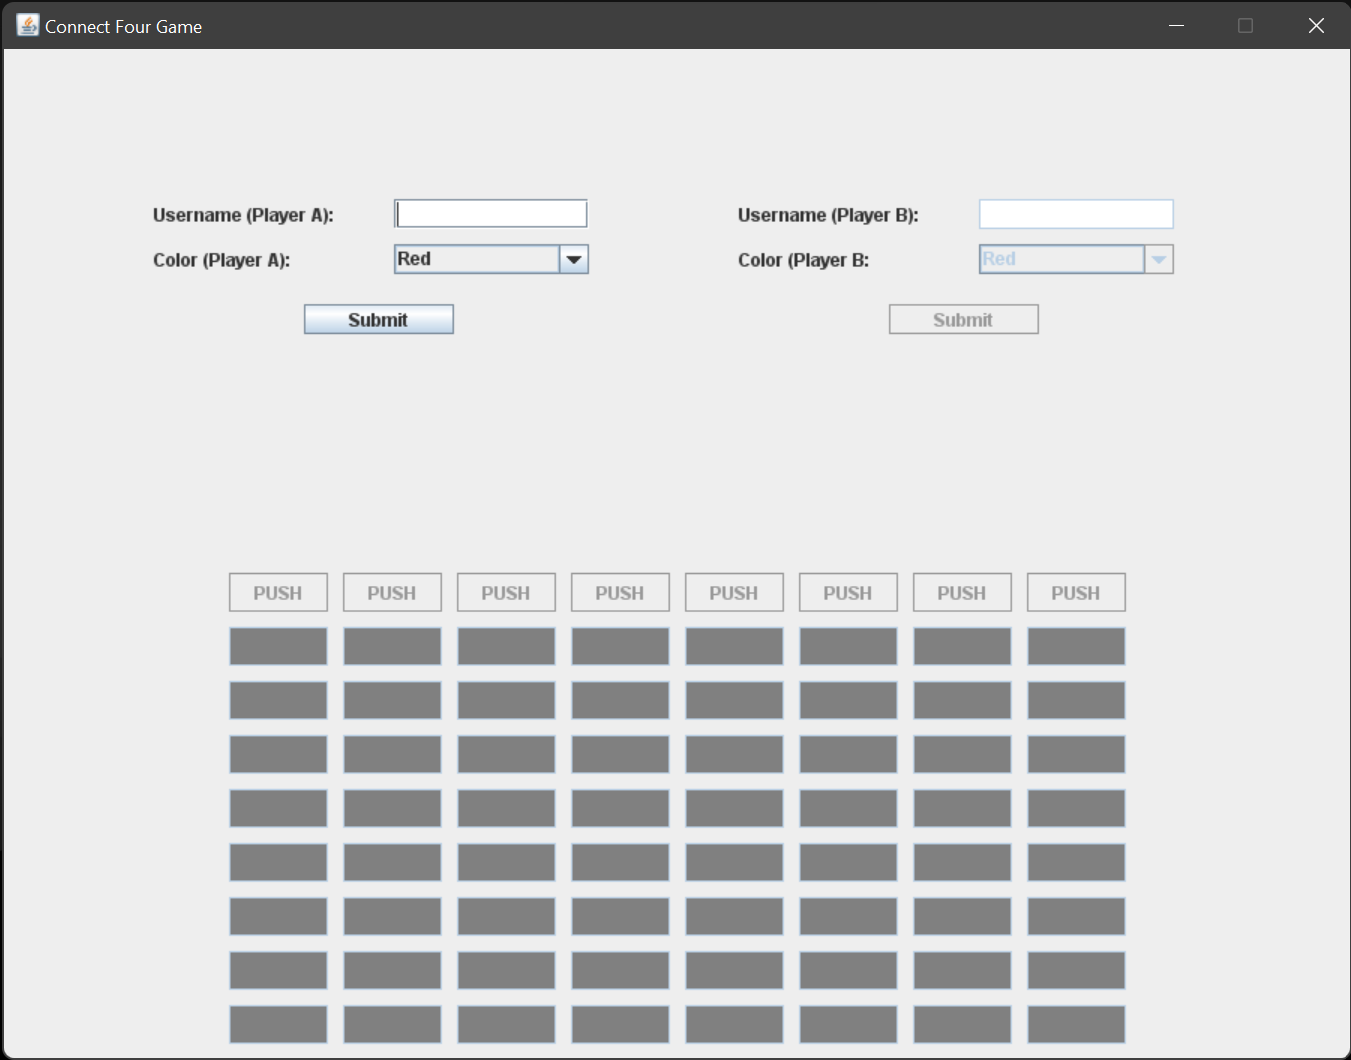 Connect Four Game
Username (Player A):
Color (Player A):
Red
Submit
Username (Player B):
Color (Player B:
Red
Submit
PUSH PUSH PUSH PUSH PUSH PUSH PUSH PUSH